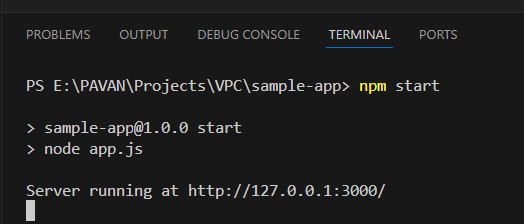 PROBLEMS OUTPUT DEBUG CONSOLE TERMINAL PORTS
PS E:\PAVAN\Projects\VPC\sample-app> npm start
> sample-app@1.0.0 start
> node app.js
Server running at http://127.0.0.1:3000/